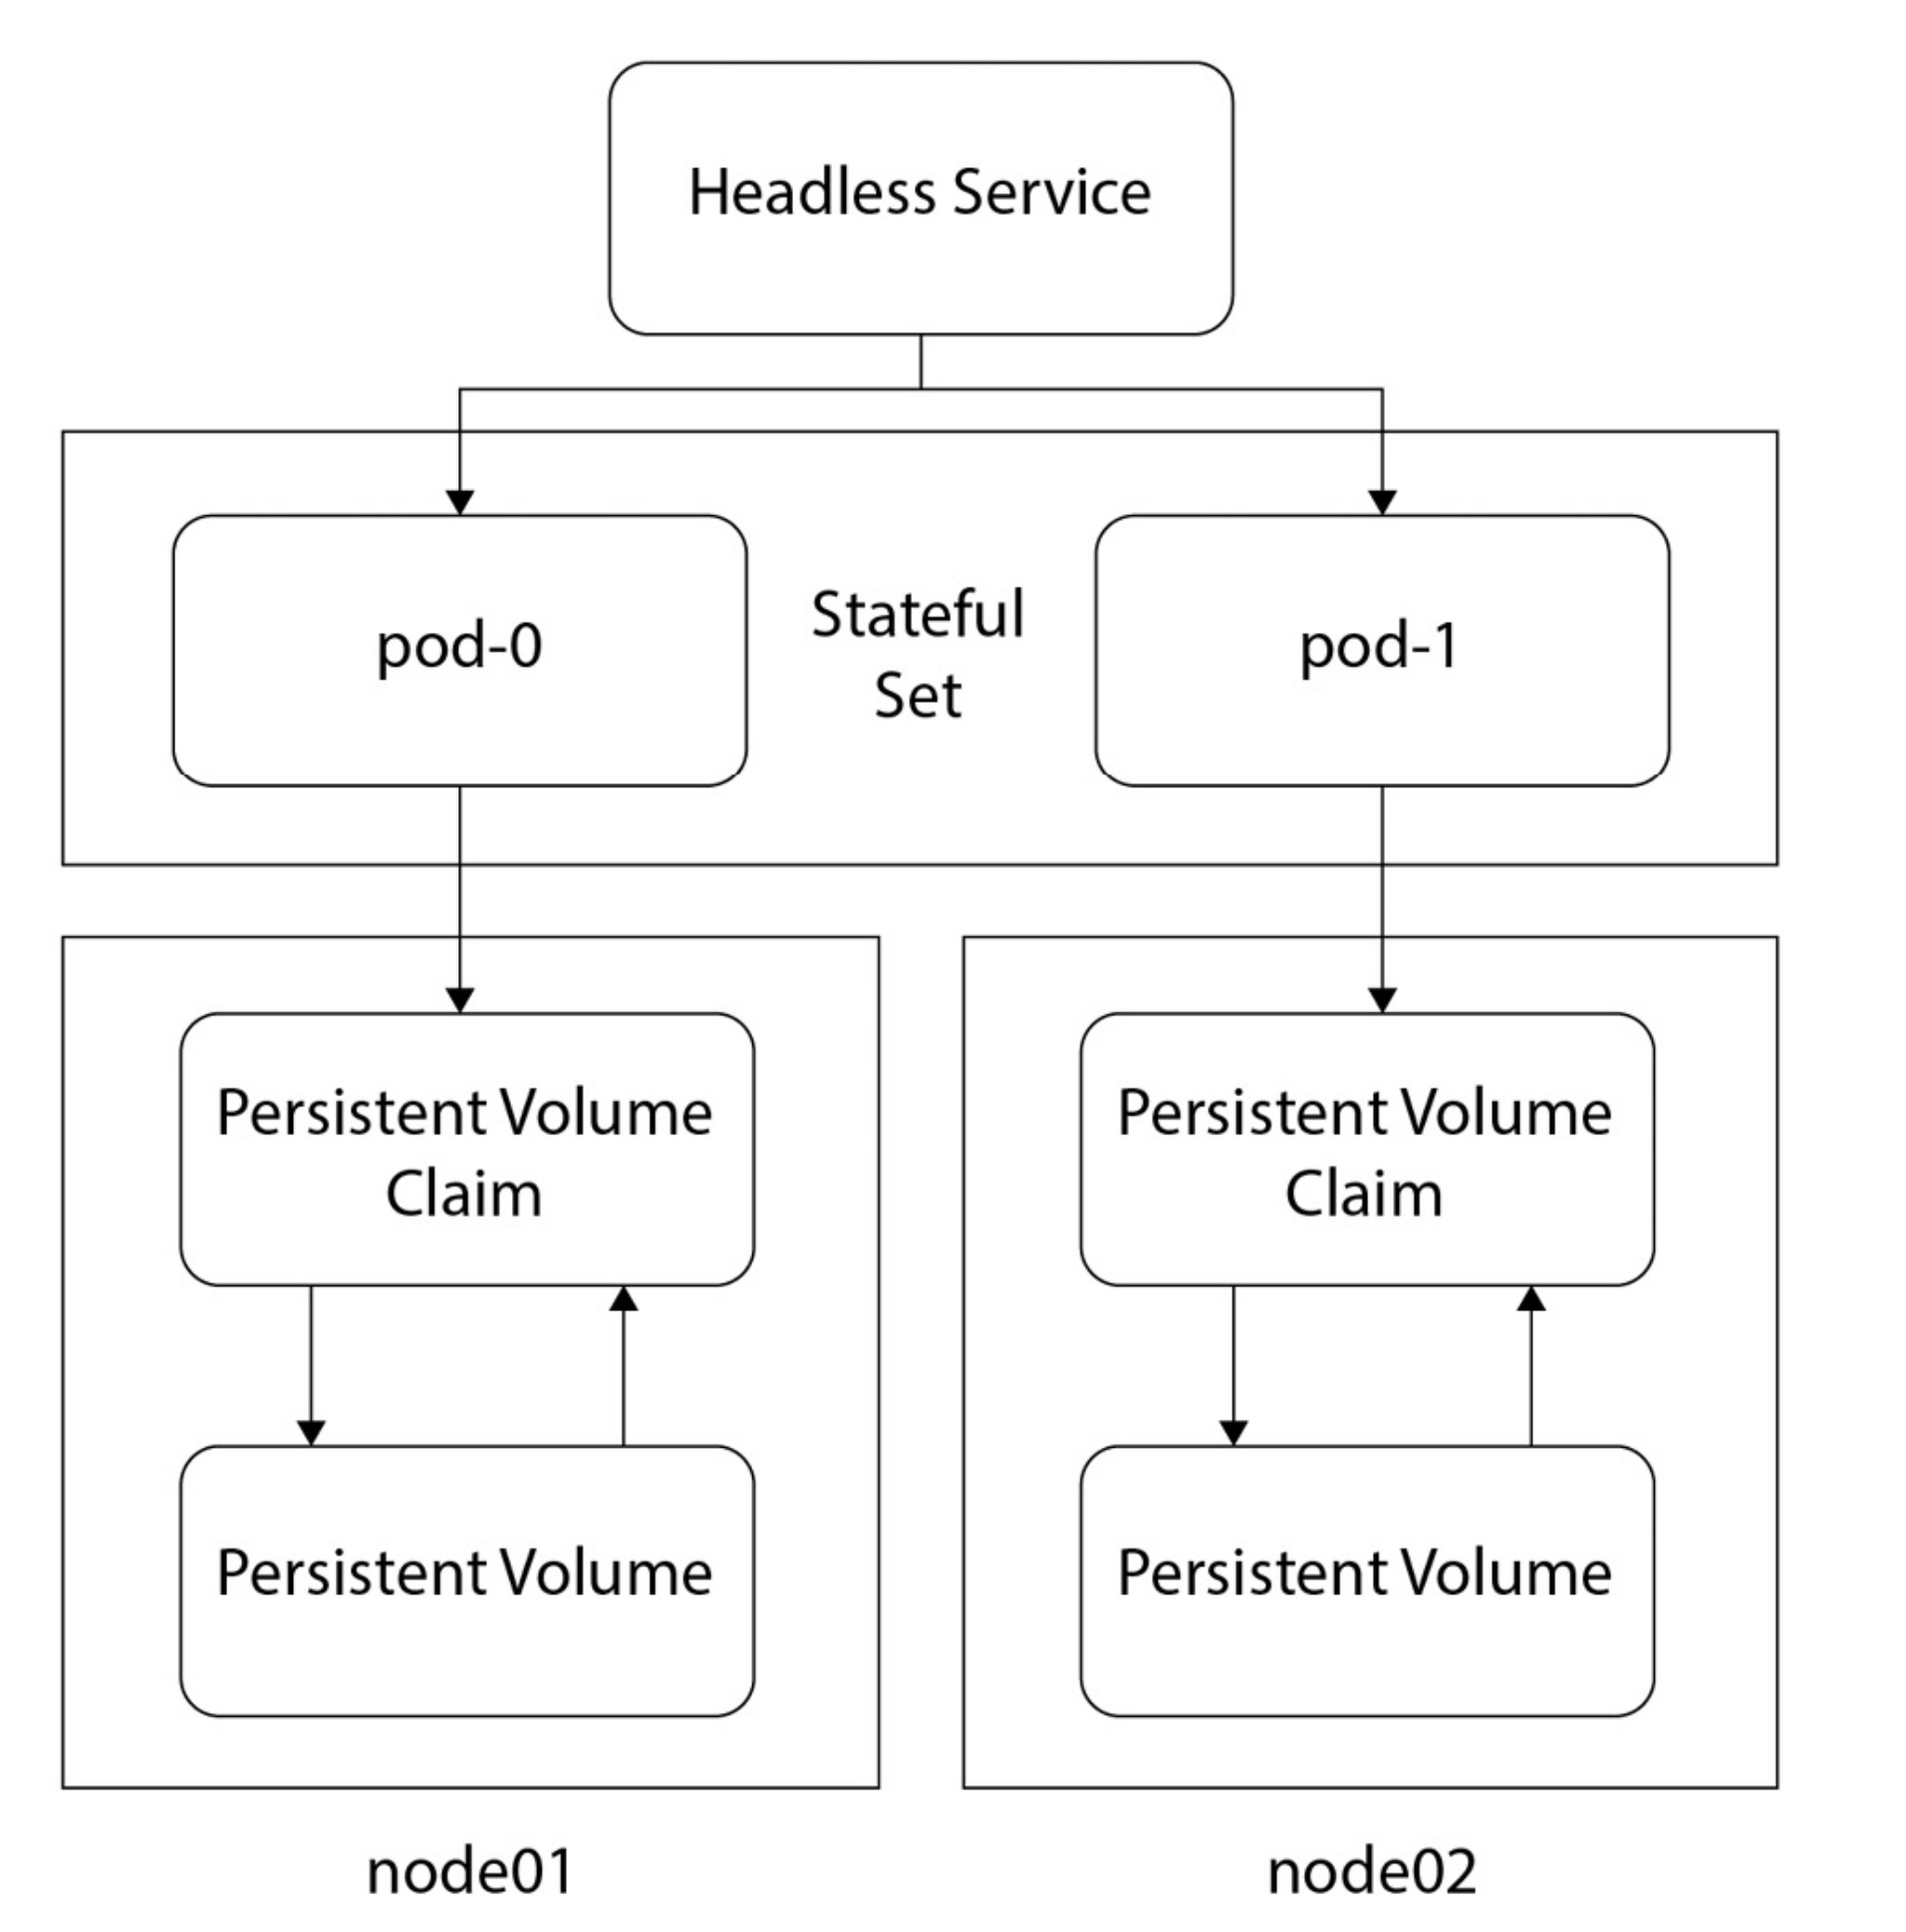 Headless Service
pod-0
Stateful
Set
pod-1
Persistent Volume
Claim
Persistent Volume
Claim
Persistent Volume
Persistent Volume
node01
node02